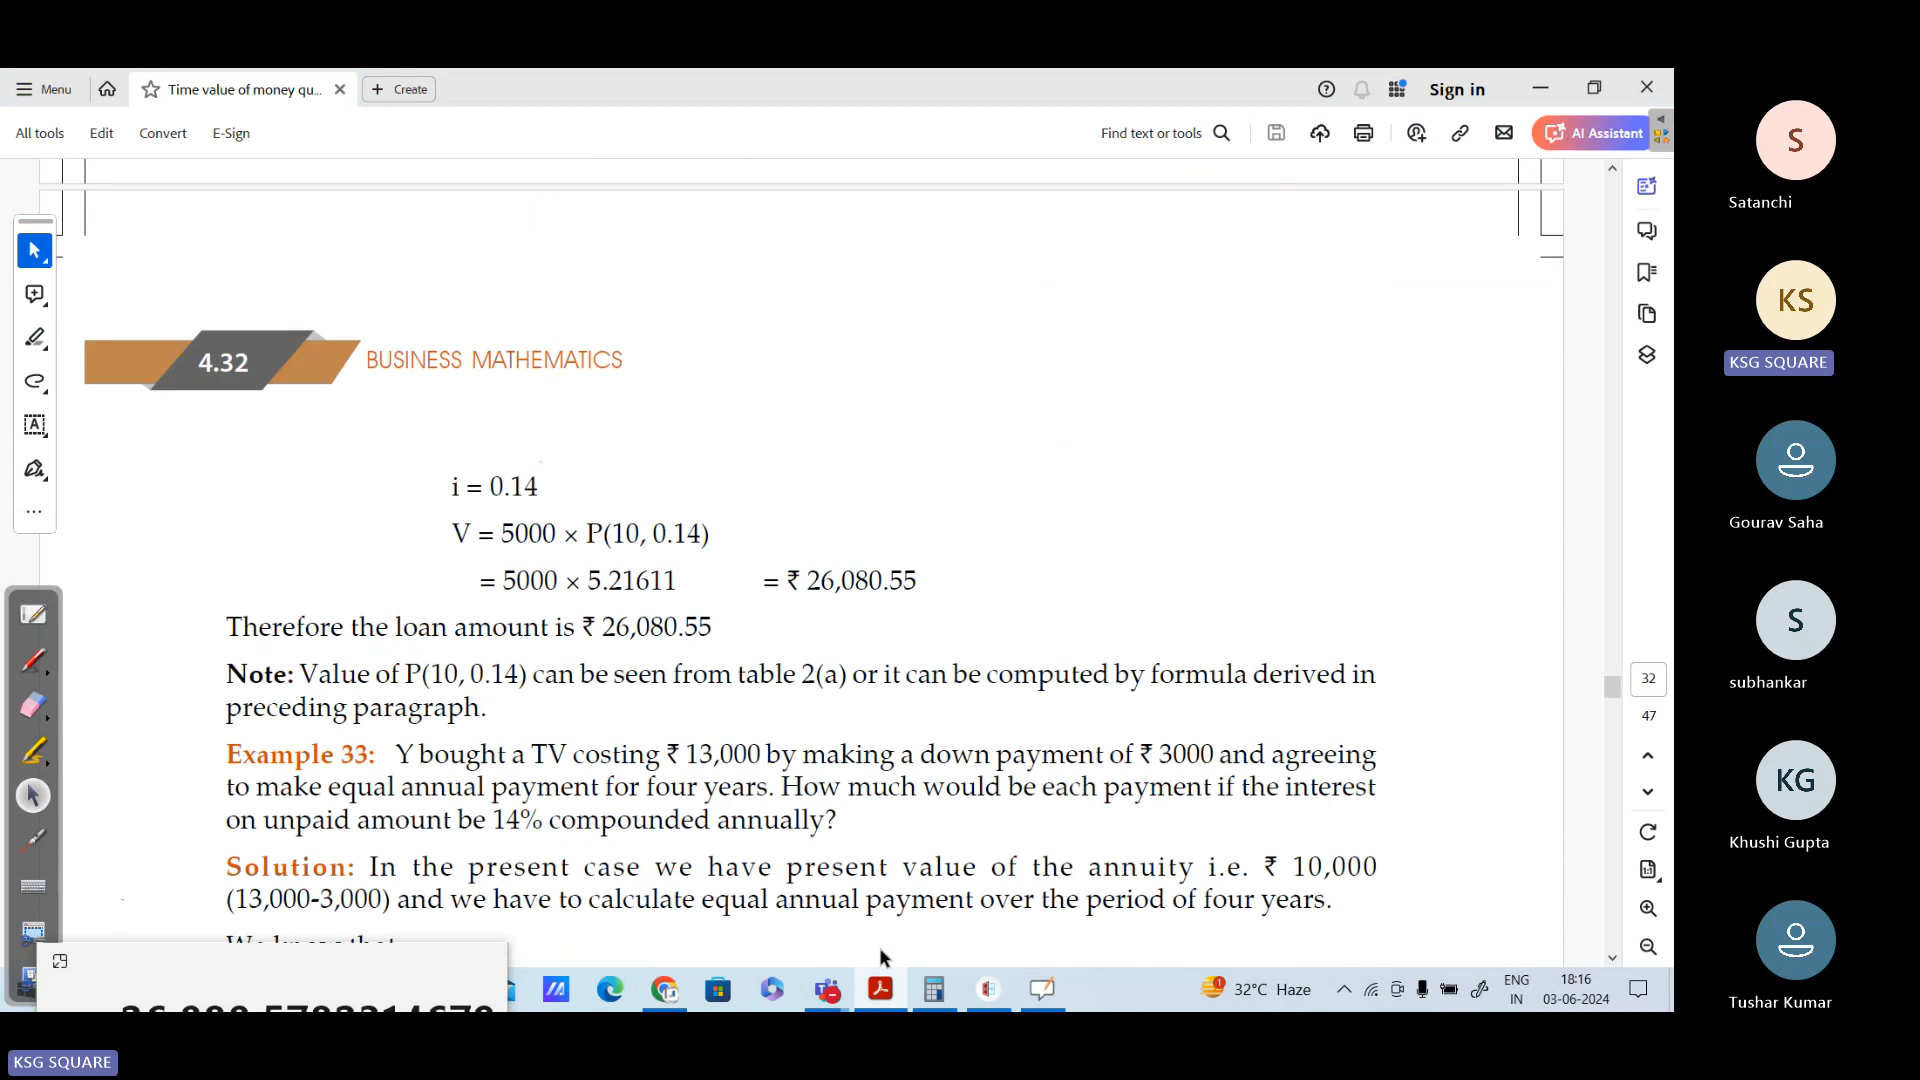 Menu
Time value of money qu...
Create
Sign in
All tools
Edit
Convert
E-Sign
Find text or tools
AI Assistant
4.32
BUSINESS MATHEMATICS
i = 0.14
V = 5000 × P(10, 0.14)
= 5000 × 5.21611 = ₹ 26,080.55
Therefore the loan amount is ₹ 26,080.55
Note: Value of P(10, 0.14) can be seen from table 2(a) or it can be computed by formula derived in
preceding paragraph.
Example 33: Y bought a TV costing ₹ 13,000 by making a down payment of ₹ 3000 and agreeing
to make equal annual payment for four years. How much would be each payment if the interest
on unpaid amount be 14% compounded annually?
Solution: In the present case we have present value of the annuity i.e. ₹ 10,000
(13,000-3,000) and we have to calculate equal annual payment over the period of four years.
We know that
32
47
32°C Haze
ENG
IN
18:16
03-06-2024
S
Satanchi
KS
KSG SQUARE
Gourav Saha
S
subhankar
KG
Khushi Gupta
Tushar Kumar
KSG SQUARE